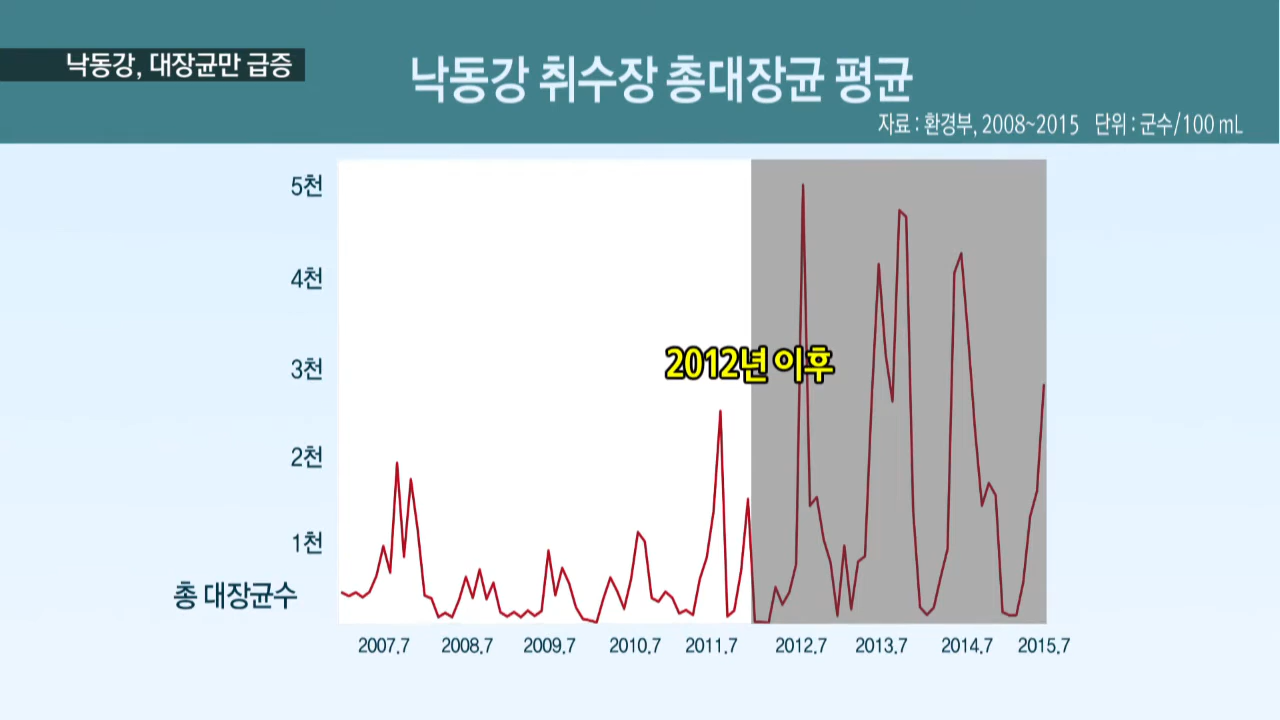 낙동강, 대장균만 급증
낙동강 취수장 총대장균 평균
자료 : 환경부, 2008~2015 단위 : 군수/100 mL
5천
4천
3천
2천
1천
총 대장균수
2012년 이후
2007.7 2008.7 2009.7 2010.7 2011.7 2012.7 2013.7 2014.7 2015.7